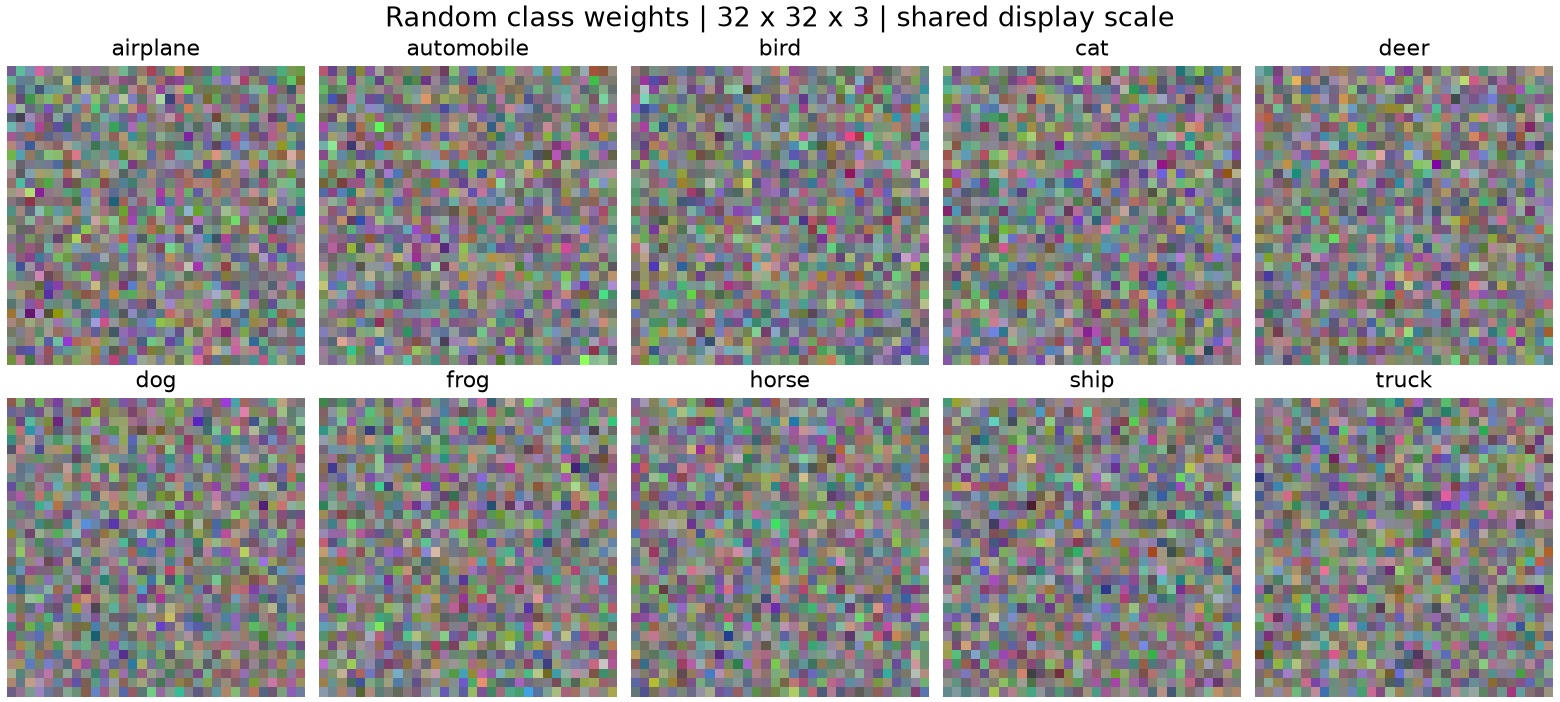 Random class weights | 32 x 32 x 3 | shared display scale
airplane automobile bird cat deer
dog frog horse ship truck